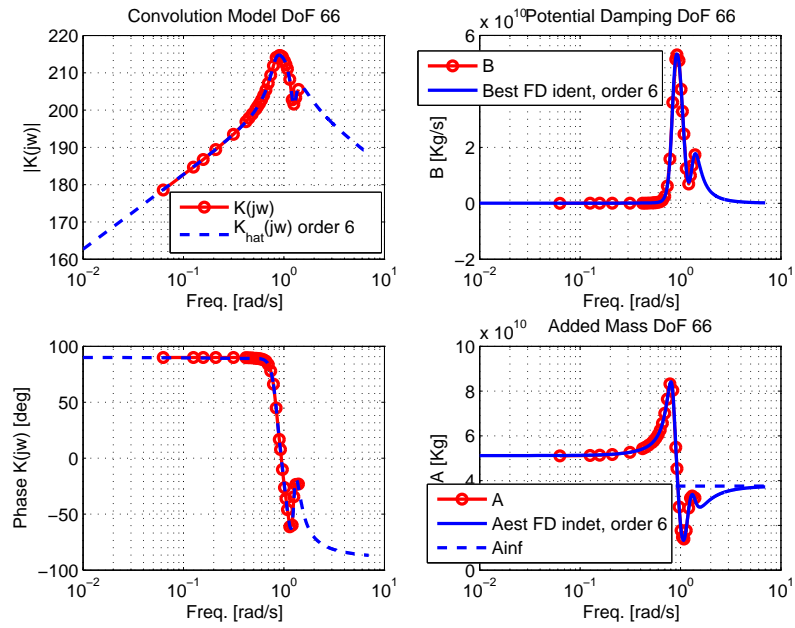 Convolution Model DoF 66
|K(jw)|
220
210
200
190
180
170
160
10^-2
10^-1
10^0
10^1
Freq. [rad/s]
K(jw)
K_hat(jw) order 6
Potential Damping DoF 66
x 10^10
B [Kg/s]
6
4
2
0
−2
10^-2
10^-1
10^0
10^1
Freq. [rad/s]
B
Best FD ident, order 6
Phase K(jw) [deg]
100
50
0
−50
−100
10^-2
10^-1
10^0
10^1
Freq. [rad/s]
Added Mass DoF 66
x 10^10
A [Kg]
10
8
6
4
0
10^-2
10^-1
10^0
10^1
Freq. [rad/s]
A
Aest FD indet, order 6
Ainf